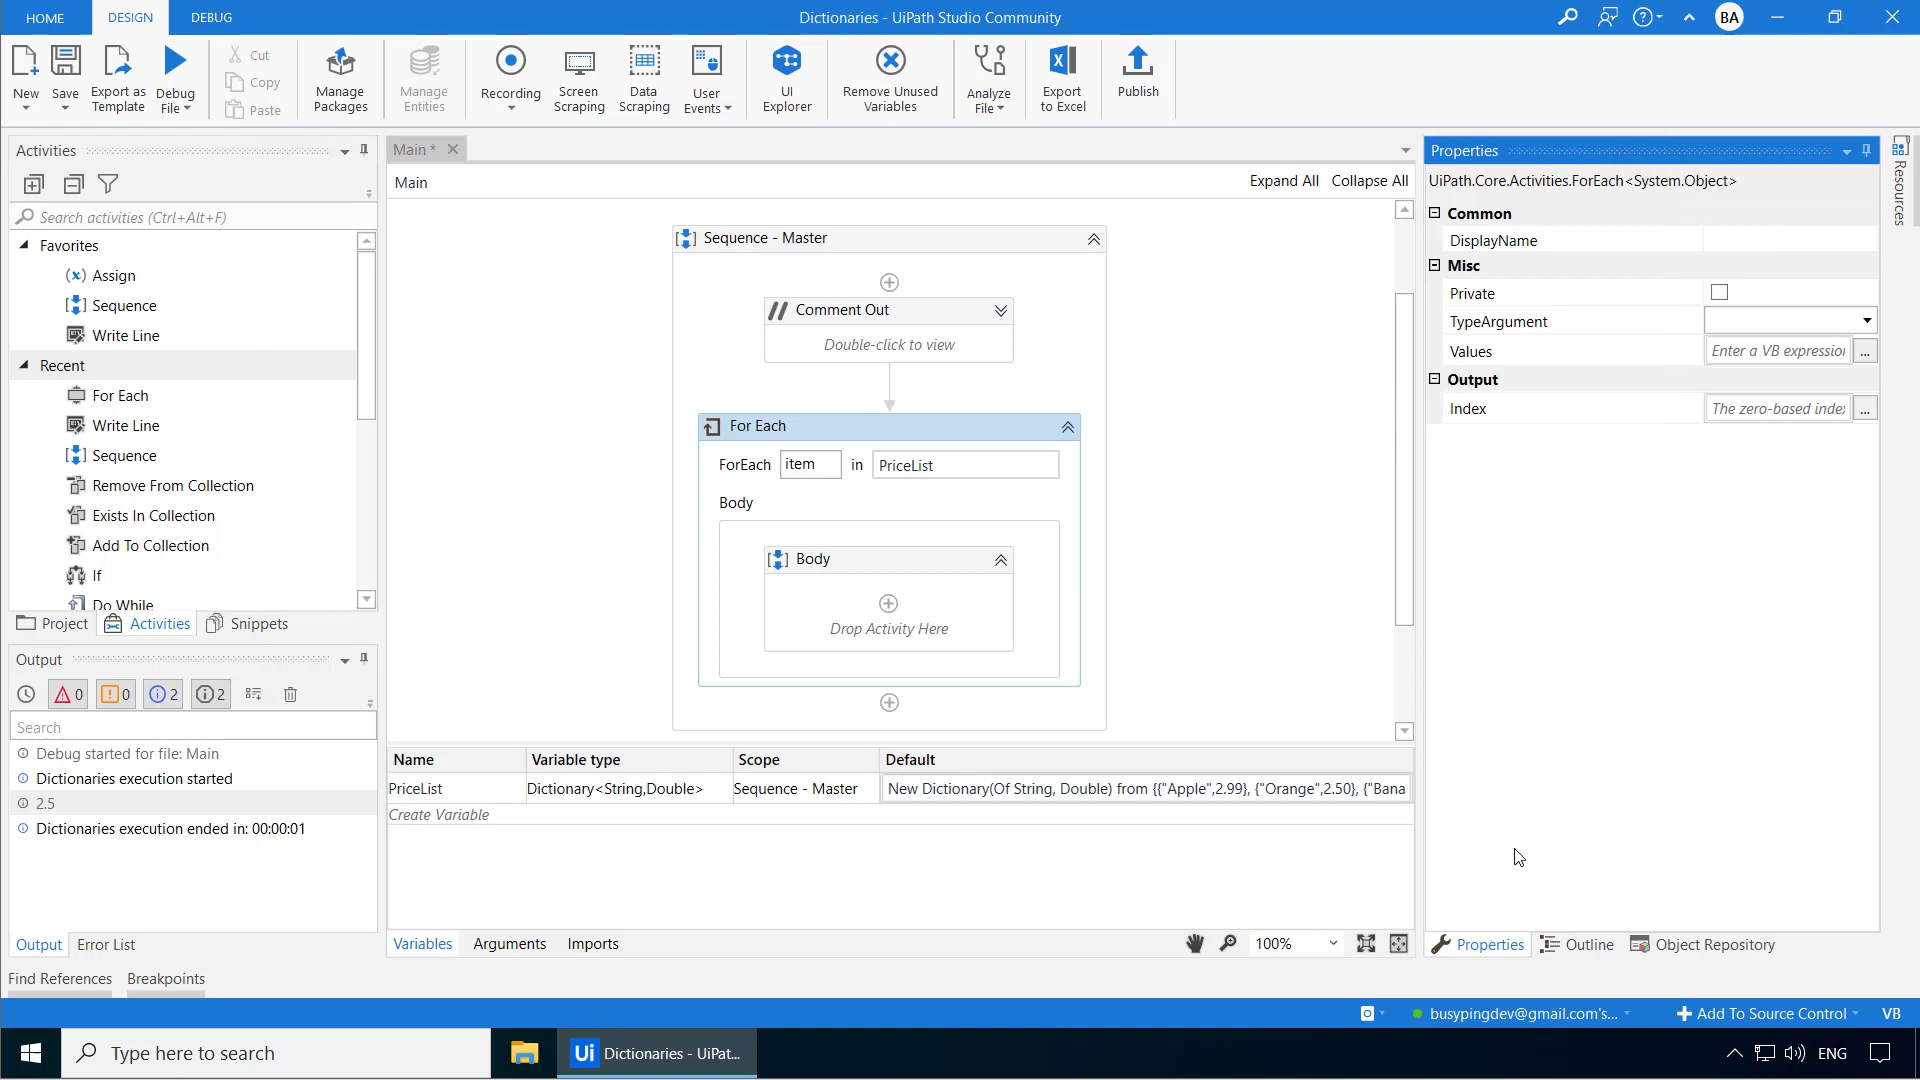 HOME
DESIGN
DEBUG
Dictionaries - UiPath Studio Community
BA
New
Save
Export as Template
Debug File
Cut
Copy
Paste
Manage Packages
Manage Entities
Recording
Screen Scraping
Data Scraping
User Events
UI Explorer
Remove Unused Variables
Analyze File
Export to Excel
Publish
Activities
Search activities (Ctrl+Alt+F)
Favorites
Assign
Sequence
Write Line
Recent
For Each
Write Line
Sequence
Remove From Collection
Exists In Collection
Add To Collection
If
Do While
Project
Activities
Snippets
Output
0
0
2
2
Search
Debug started for file: Main
Dictionaries execution started
2.5
Dictionaries execution ended in: 00:00:01
Output
Error List
Find References
Breakpoints
Main *
Main
Expand All
Collapse All
Sequence - Master
Comment Out
Double-click to view
For Each
ForEach item in PriceList
Body
Body
Drop Activity Here
Name Variable type Scope Default
PriceList Dictionary<String,Double> Sequence - Master New Dictionary(Of String, Double) from {{"Apple",2.99}, {"Orange",2.50}, {"Bana
Create Variable
Variables
Arguments
Imports
100%
Properties
UiPath.Core.Activities.ForEach<System.Object>
Common
DisplayName
Misc
Private
TypeArgument
Values Enter a VB expression ...
Output
Index The zero-based inde ...
Properties
Outline
Object Repository
Resources
busypingdev@gmail.com's...
Add To Source Control
VB
Type here to search
Ui Dictionaries - UiPat...
ENG